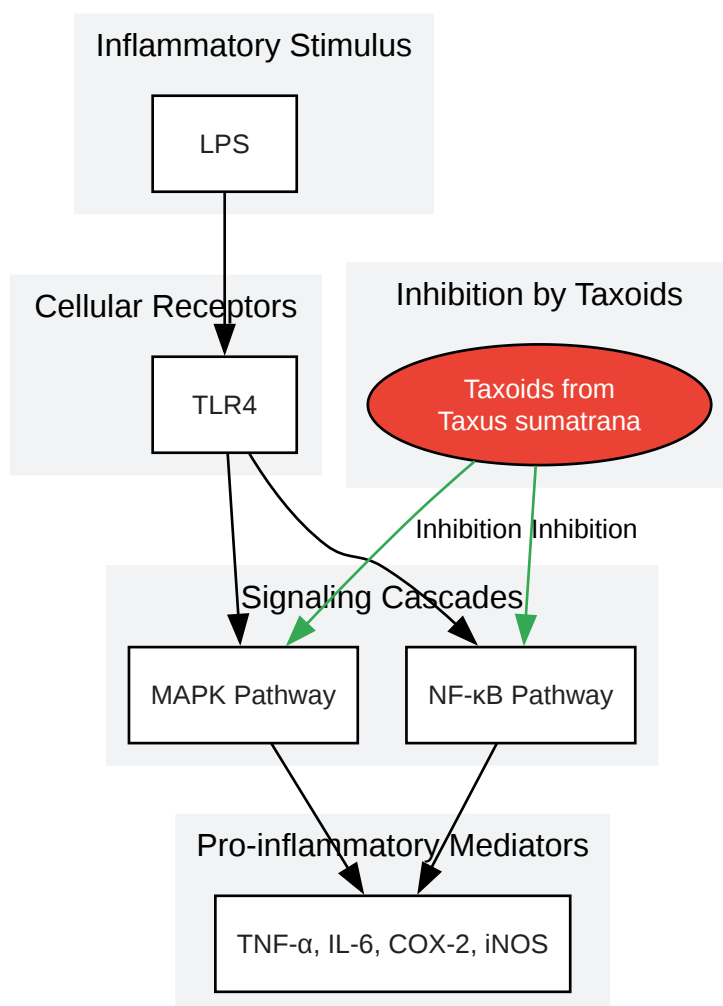 Inflammatory Stimulus
LPS
Cellular Receptors
TLR4
Inhibition by Taxoids
Taxoids from
Taxus sumatrana
Inhibition
Inhibition
Signaling Cascades
MAPK Pathway
NF-κB Pathway
Pro-inflammatory Mediators
TNF-α, IL-6, COX-2, iNOS